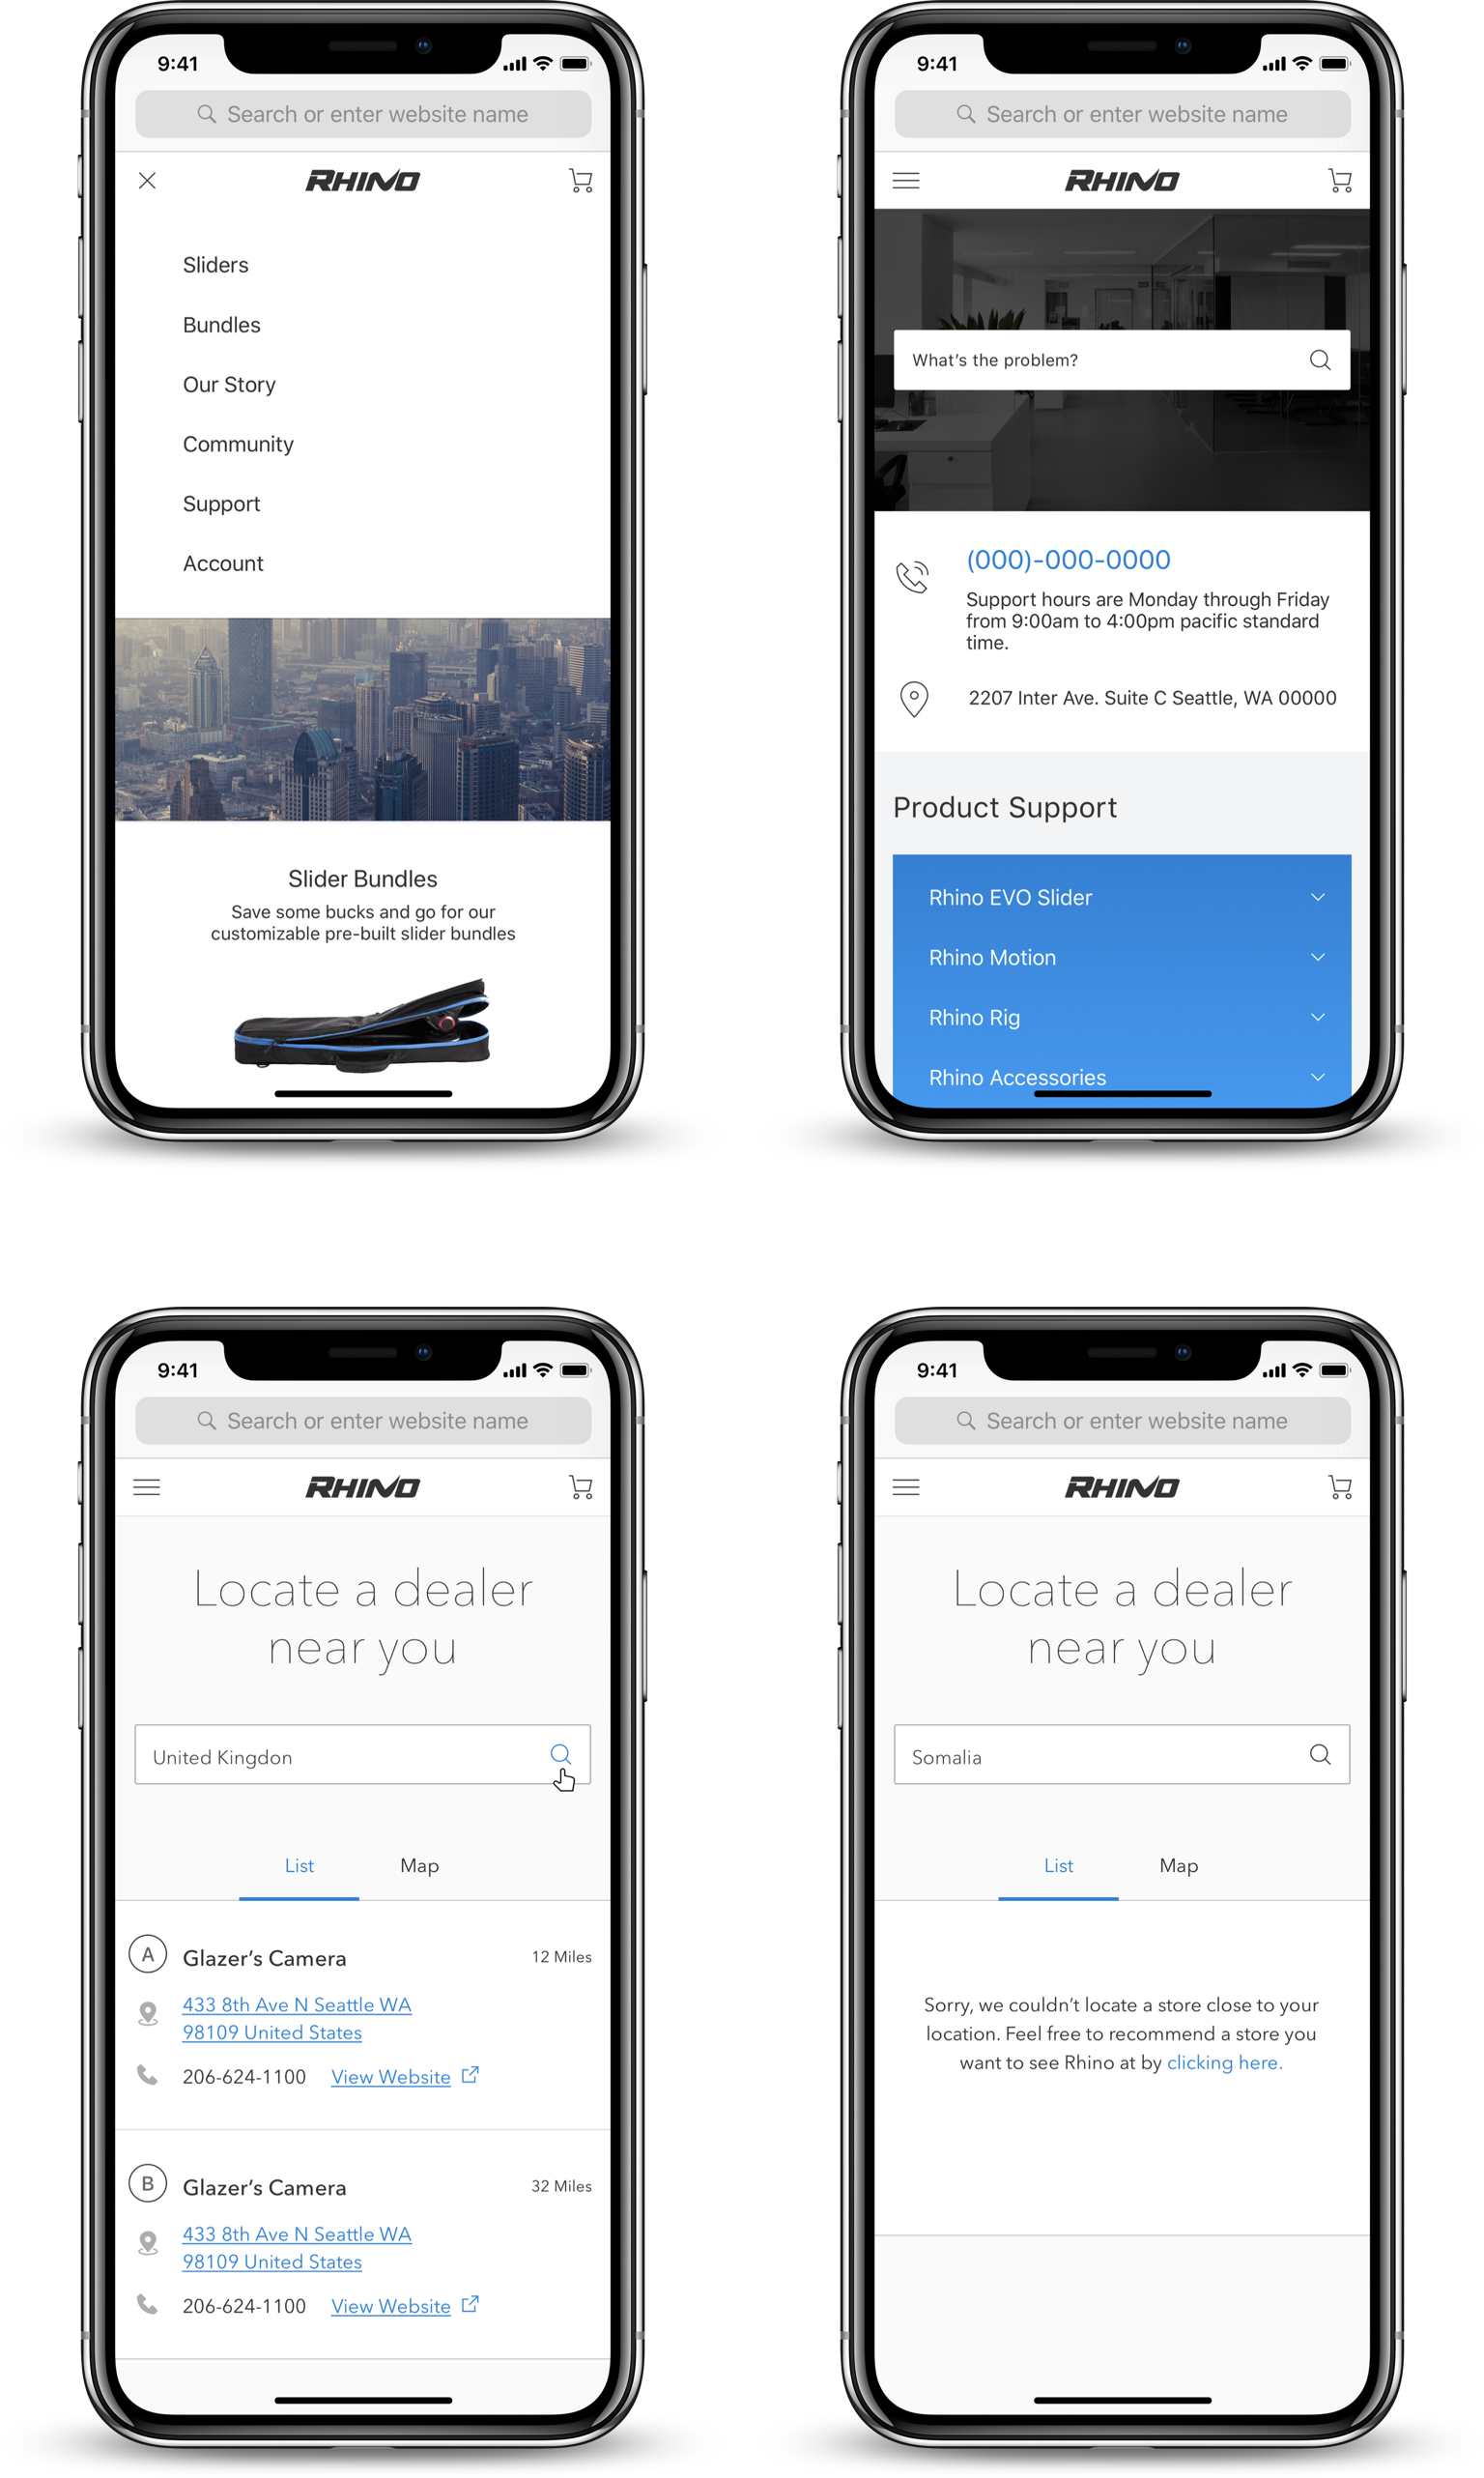 9:41
Search or enter website name
RHINO
Sliders
Bundles
Our Story
Community
Support
Account
Slider Bundles
Save some bucks and go for our
customizable pre-built slider bundles
9:41
Search or enter website name
RHINO
What's the problem?
(000)-000-0000
Support hours are Monday through Friday
from 9:00am to 4:00pm pacific standard
time.
2207 Inter Ave. Suite C Seattle, WA 00000
Product Support
Rhino EVO Slider
Rhino Motion
Rhino Rig
Rhino Accessories
9:41
Search or enter website name
RHINO
Locate a dealer
near you
United Kingdon
List Map
A Glazer's Camera 12 Miles
433 8th Ave N Seattle WA
98109 United States
206-624-1100 View Website
B Glazer's Camera 32 Miles
433 8th Ave N Seattle WA
98109 United States
206-624-1100 View Website
9:41
Search or enter website name
RHINO
Locate a dealer
near you
Somalia
List Map
Sorry, we couldn't locate a store close to your
location. Feel free to recommend a store you
want to see Rhino at by clicking here.